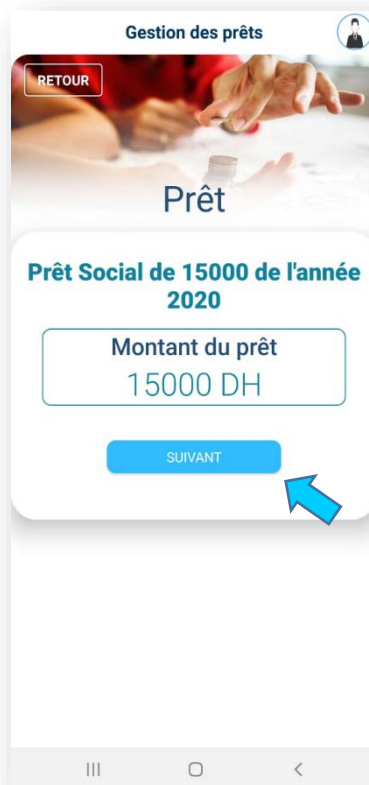 Gestion des prêts
RETOUR
Prêt
Prêt Social de 15000 de l'année
2020
Montant du prêt
15000 DH
SUIVANT